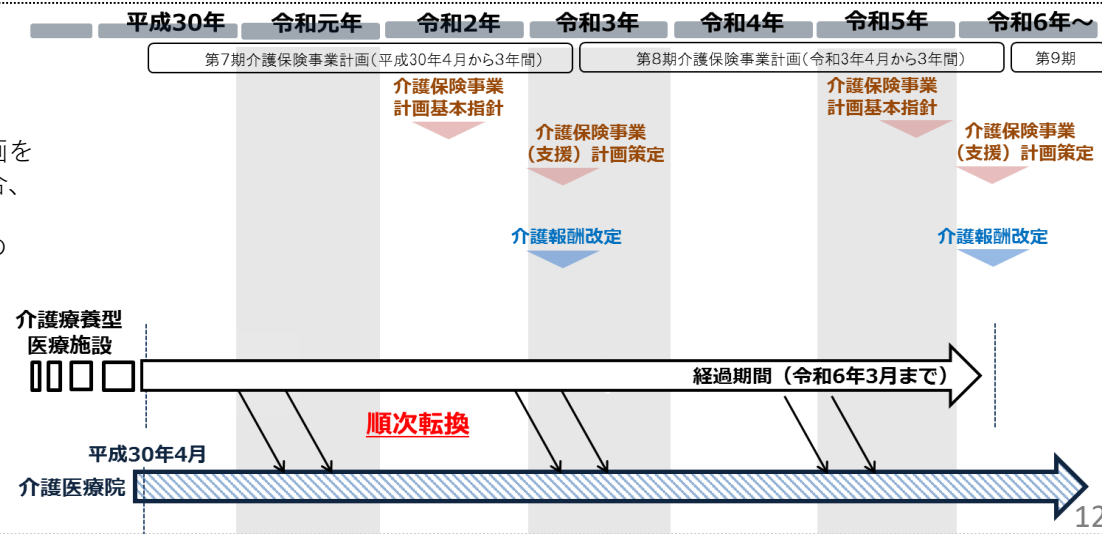 平成30年 令和元年 令和2年 令和3年 令和4年 令和5年 令和6年～
第7期介護保険事業計画(平成30年4月から3年間) 第8期介護保険事業計画(令和3年4月から3年間) 第9期
介護保険事業
計画基本指針
介護保険事業
計画基本指針
介護保険事業
(支援)計画策定
介護保険事業
(支援)計画策定
画を
、
の
介護報酬改定 介護報酬改定
介護療養型
医療施設
経過期間(令和6年3月まで)
順次転換
平成30年4月
介護医療院
12